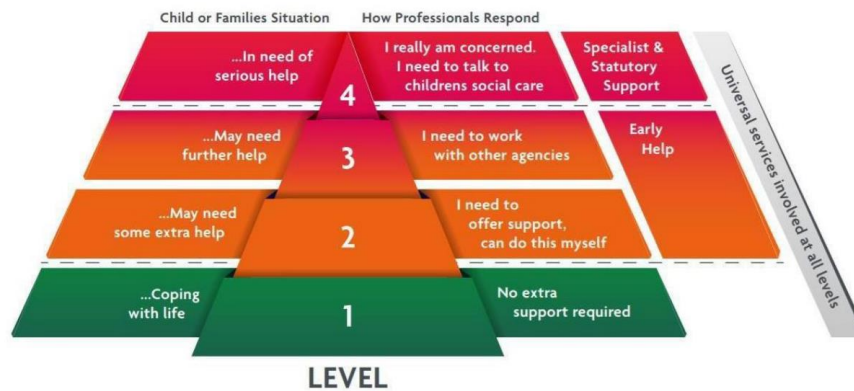 Child or Families Situation
How Professionals Respond
...In need of
serious help
4
I really am concerned.
I need to talk to
childrens social care
Specialist &
Statutory
Support
...May need
further help
3
I need to work
with other agencies
Early
Help
...May need
some extra help
2
I need to
offer support,
can do this myself
...Coping
with life
1
No extra
support required
Universal services involved at all levels
LEVEL